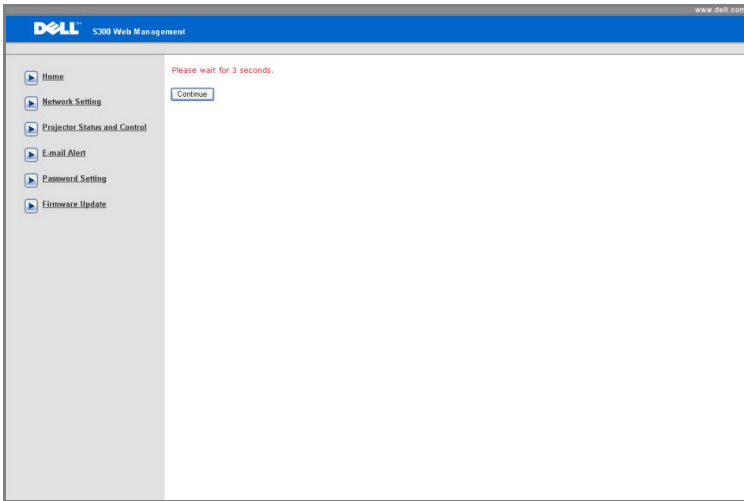 www.dell.com
DELL™ S300 Web Management
Home
Network Setting
Projector Status and Control
E-mail Alert
Password Setting
Firmware Update
Please wait for 3 seconds.
Continue